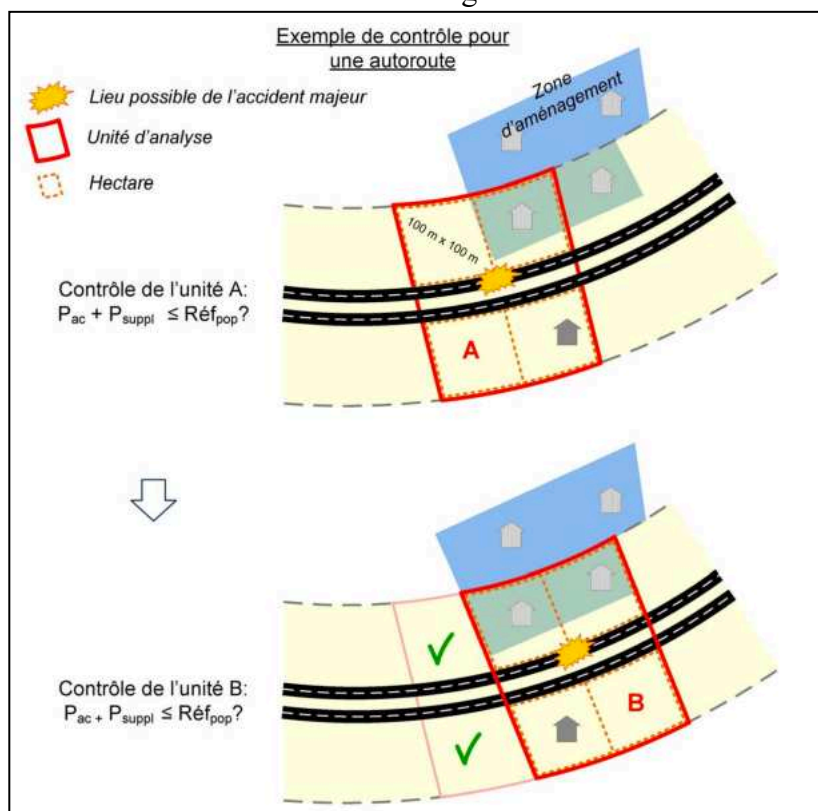 Exemple de contrôle pour
une autoroute
Lieu possible de l'accident majeur
Unité d'analyse
Hectare
Zone
d'aménagement
100 m x 100 m
Contrôle de l'unité A:
Pac + Psuppl ≤ Réfpop?
A
Contrôle de l'unité B:
Pac + Psuppl ≤ Réfpop?
B